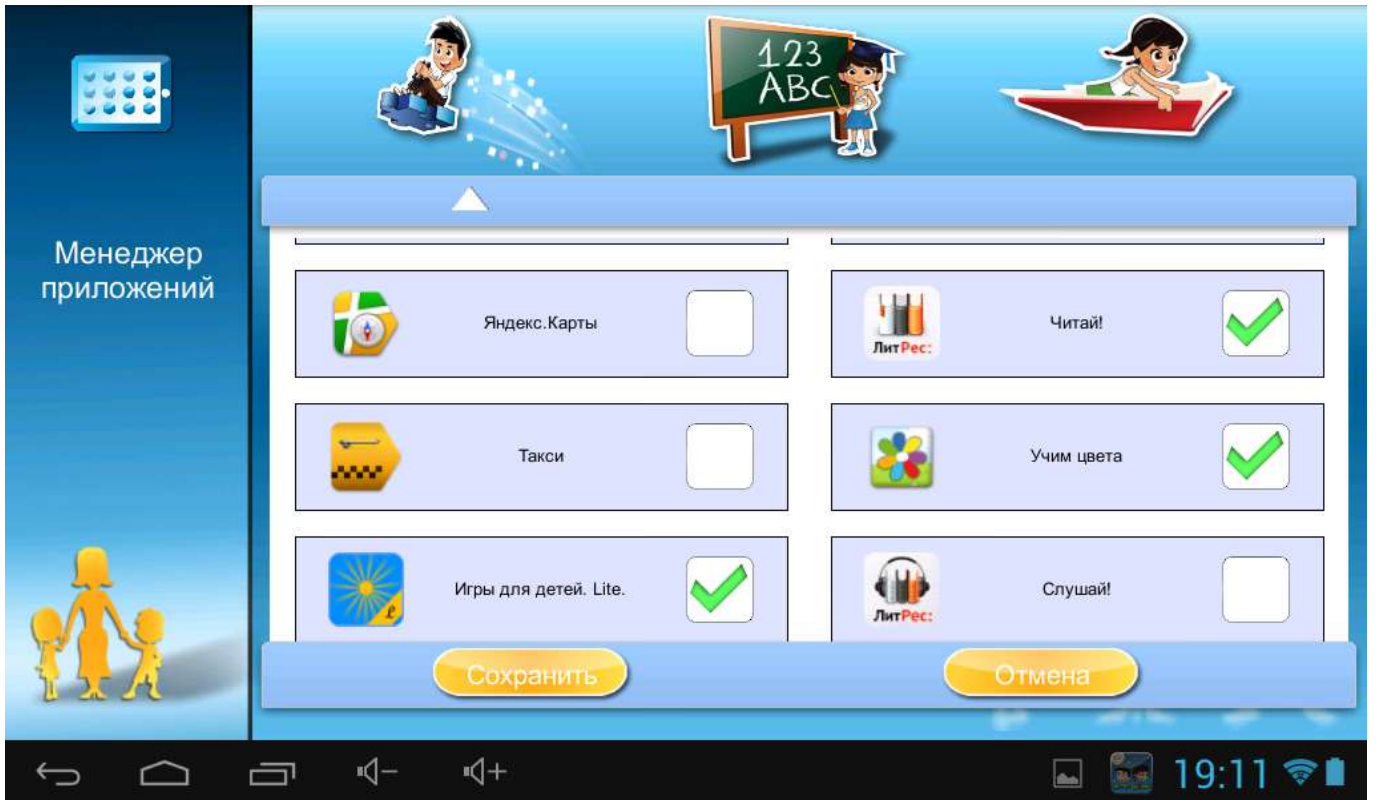 123
ABC
Менеджер
приложений
Яндекс.Карты
ЛитРес:
Читай!
Такси
Учим цвета
Игры для детей. Lite.
L
ЛитРес:
Слушай!
Сохранить
Отмена
19:11